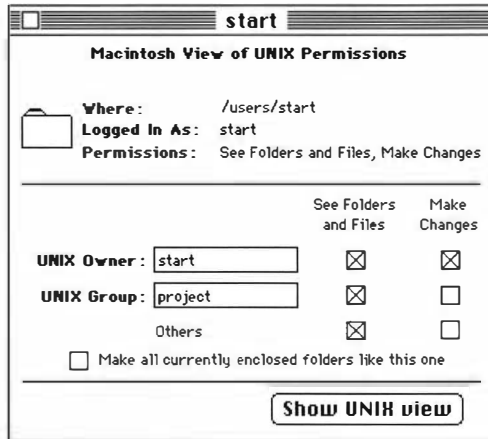 start
Macintosh View of UNIX Permissions
Where: /users/start
Logged In As: start
Permissions: See Folders and Files, Make Changes
See Folders and Files Make Changes
UNIX Owner: start
UNIX Group: project
Others
Make all currently enclosed folders like this one
Show UNIX view